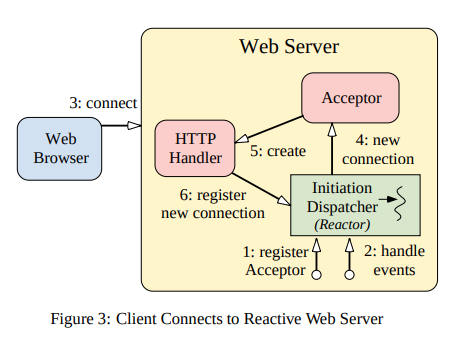 Web Server
3: connect
Acceptor
Web
Browser
HTTP
Handler
5: create
4: new
connection
6: register
new connection
Initiation
Dispatcher
(Reactor)
1: register
Acceptor
2: handle
events
Figure 3: Client Connects to Reactive Web Server